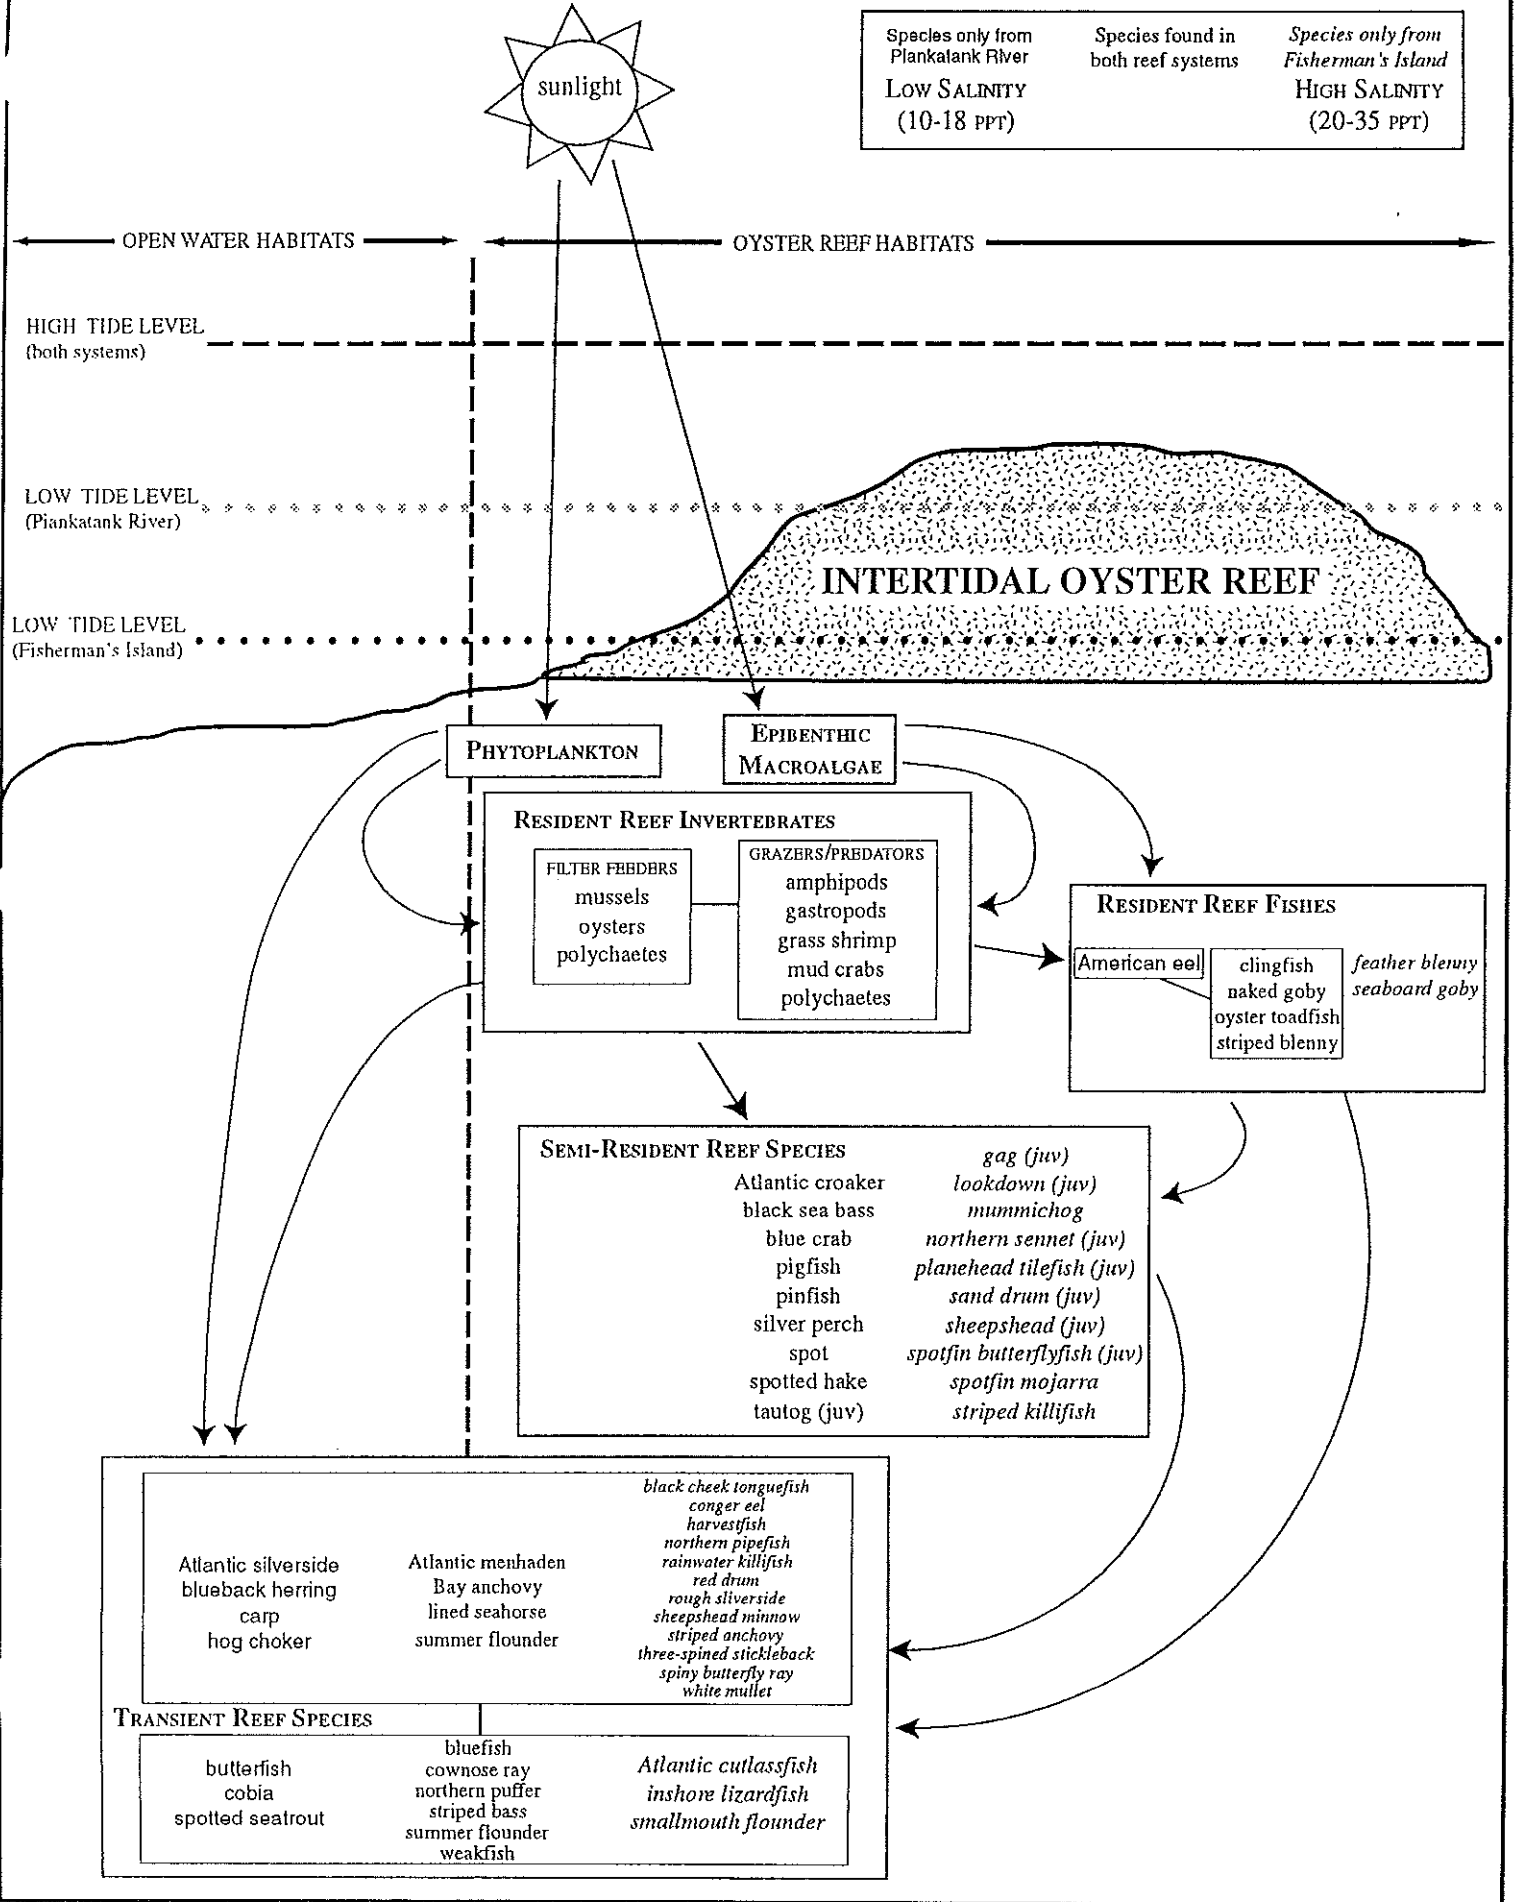 Species only from
Piankatank River
LOW SALINITY
(10-18 PPT)
Species found in
both reef systems
Species only from
Fisherman's Island
HIGH SALINITY
(20-35 PPT)
sunlight
OPEN WATER HABITATS
OYSTER REEF HABITATS
HIGH TIDE LEVEL
(both systems)
LOW TIDE LEVEL
(Piankatank River)
INTERTIDAL OYSTER REEF
LOW TIDE LEVEL
(Fisherman's Island)
PHYTOPLANKTON
EPIBENTHIC
MACROALGAE
RESIDENT REEF INVERTEBRATES
FILTER FEEDERS
mussels
oysters
polychaetes
GRAZERS/PREDATORS
amphipods
gastropods
grass shrimp
mud crabs
polychaetes
RESIDENT REEF FISHES
American eel
clingfish
naked goby
oyster toadfish
striped blenny
feather blenny
seaboard goby
SEMI-RESIDENT REEF SPECIES
Atlantic croaker
black sea bass
blue crab
pigfish
pinfish
silver perch
spot
spotted hake
tautog (juv)
gag (juv)
lookdown (juv)
mummichog
northern sennet (juv)
planehead tilefish (juv)
sand drum (juv)
sheepshead (juv)
spotfin butterflyfish (juv)
spotfin mojarra
striped killifish
Atlantic silverside
blueback herring
carp
hog choker
Atlantic menhaden
Bay anchovy
lined seahorse
summer flounder
black cheek tonguefish
conger eel
harvestfish
northern pipefish
rainwater killifish
red drum
rough sliverside
sheepshead minnow
striped anchovy
three-spined stickleback
spiny butterfly ray
white mullet
TRANSIENT REEF SPECIES
butterfish
cobia
spotted seatrout
bluefish
cownose ray
northern puffer
striped bass
summer flounder
weakfish
Atlantic cutlassfish
inshore lizardfish
smallmouth flounder